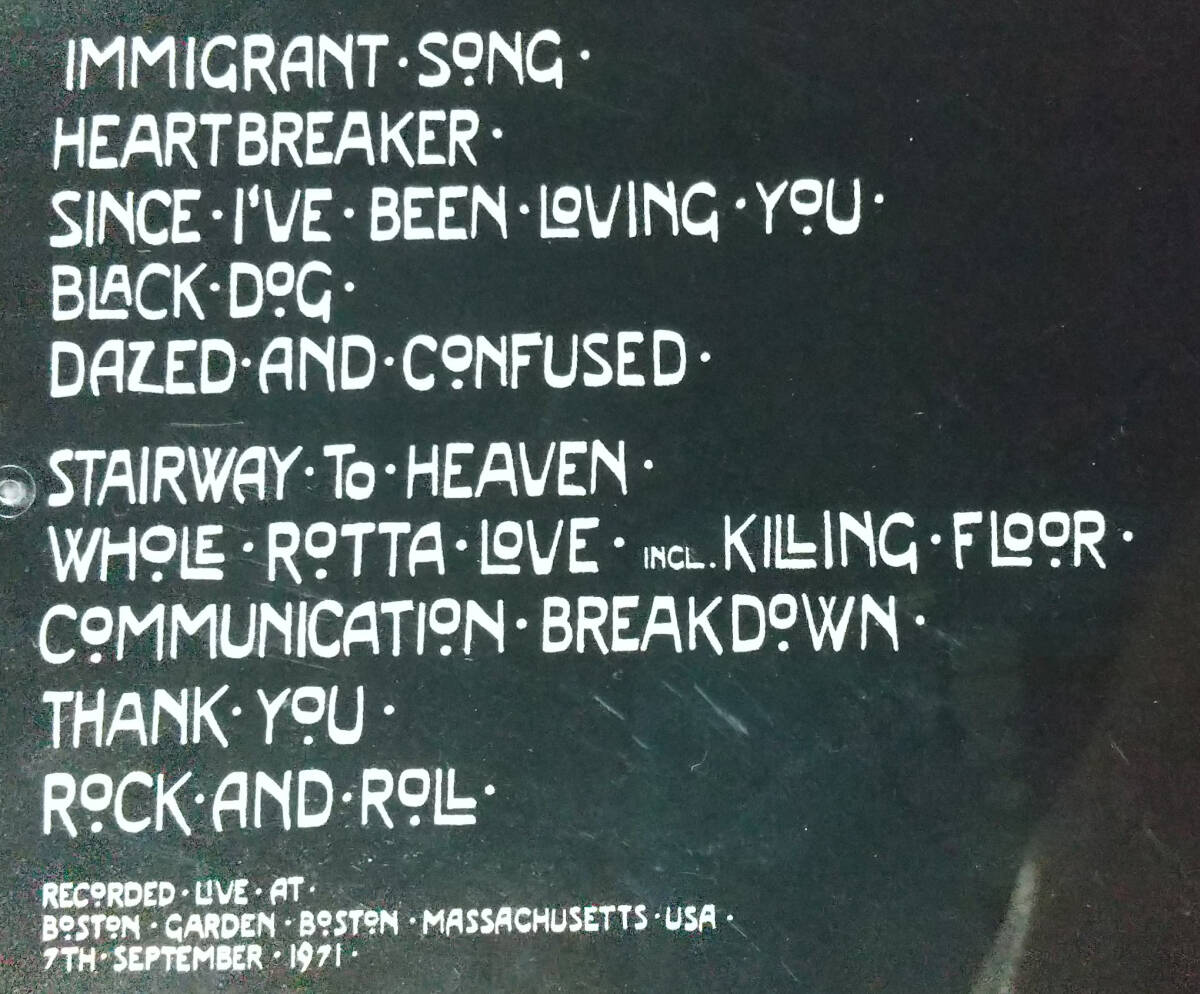 IMMIGRANT · SONG ·
HEARTBREAKER ·
SINCE · I'VE · BEEN · LOVING · YOU ·
BLACK · DOG ·
DAZED · AND · CONFUSED ·
STAIRWAY · TO · HEAVEN ·
WHOLE · ROTTA · LOVE · INCL. KILLING · FLOOR ·
COMMUNICATION · BREAKDOWN ·
THANK · YOU ·
ROCK · AND · ROLL ·
RECORDED · LIVE · AT ·
BOSTON · GARDEN · BOSTON · MASSACHUSETTS · USA ·
7TH · SEPTEMBER · 1971 ·